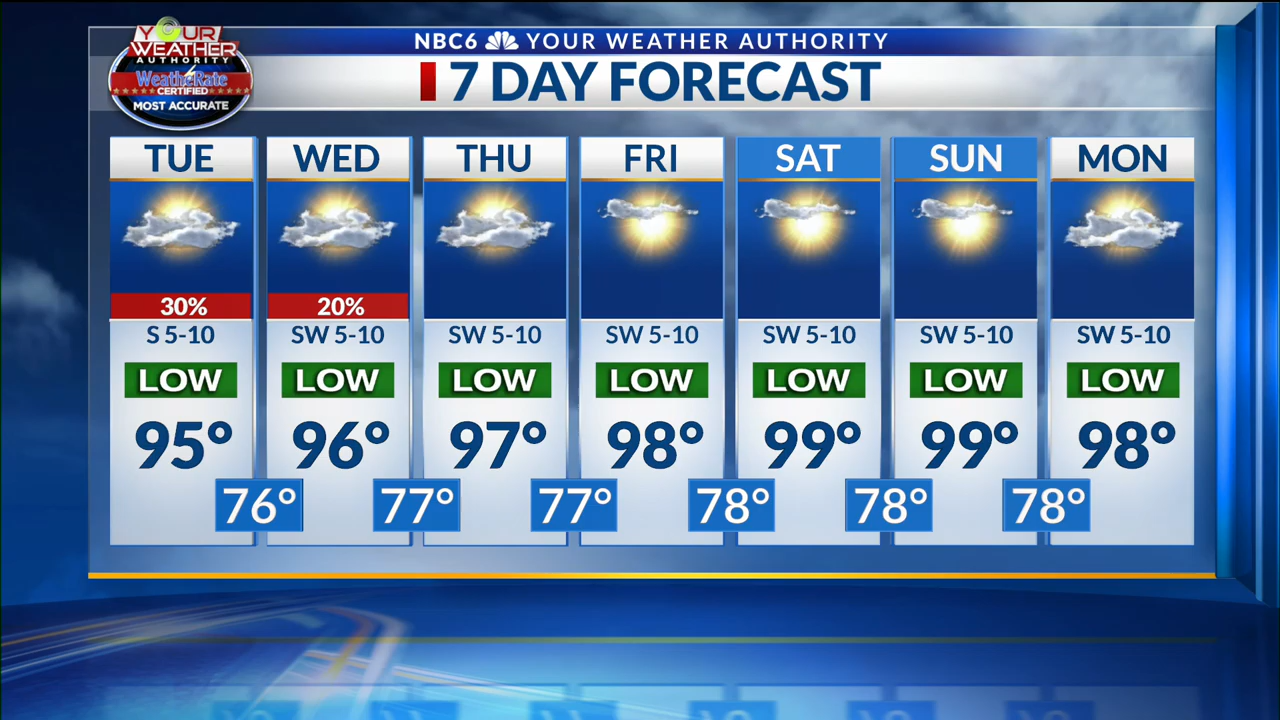 YOUR
WEATHER
AUTHORITY
WeatheRate
CERTIFIED
MOST ACCURATE
NBC6 YOUR WEATHER AUTHORITY
7 DAY FORECAST
TUE WED THU FRI SAT SUN MON
30% 20%
S 5-10 SW 5-10 SW 5-10 SW 5-10 SW 5-10 SW 5-10 SW 5-10
LOW LOW LOW LOW LOW LOW LOW
95° 96° 97° 98° 99° 99° 98°
76° 77° 77° 78° 78° 78°